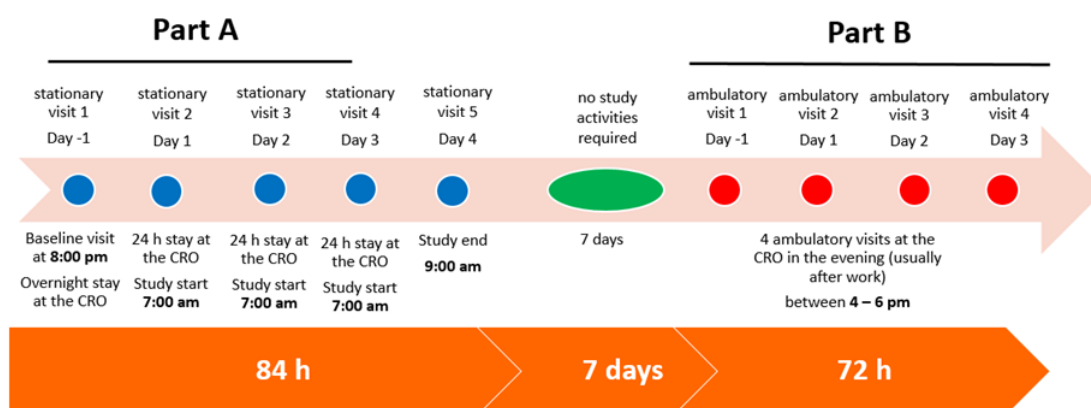 Part A
Part B
stationary
visit 1
Day -1
stationary
visit 2
Day 1
stationary
visit 3
Day 2
stationary
visit 4
Day 3
stationary
visit 5
Day 4
no study
activities
required
ambulatory
visit 1
Day -1
ambulatory
visit 2
Day 1
ambulatory
visit 3
Day 2
ambulatory
visit 4
Day 3
Baseline visit
at 8:00 pm
Overnight stay
at the CRO
24 h stay at
the CRO
Study start
7:00 am
24 h stay at
the CRO
Study start
7:00 am
24 h stay at
the CRO
Study start
7:00 am
Study end
9:00 am
7 days
4 ambulatory visits at the
CRO in the evening (usually
after work)
between 4 – 6 pm
84 h
7 days
72 h